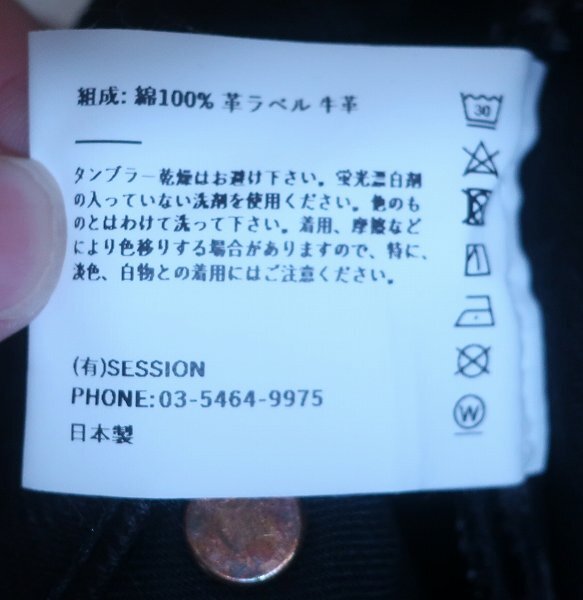 組成: 綿100% 革ラベル 牛革
タンブラー乾燥はお避け下さい。蛍光漂白剤
の入っていない洗剤を使用ください。他のも
のとはわけて洗って下さい。着用、摩擦など
により色移りする場合がありますので、特に、
淡色、白物との着用にはご注意ください。
(有)SESSION
PHONE:03-5464-9975
日本製
30
W